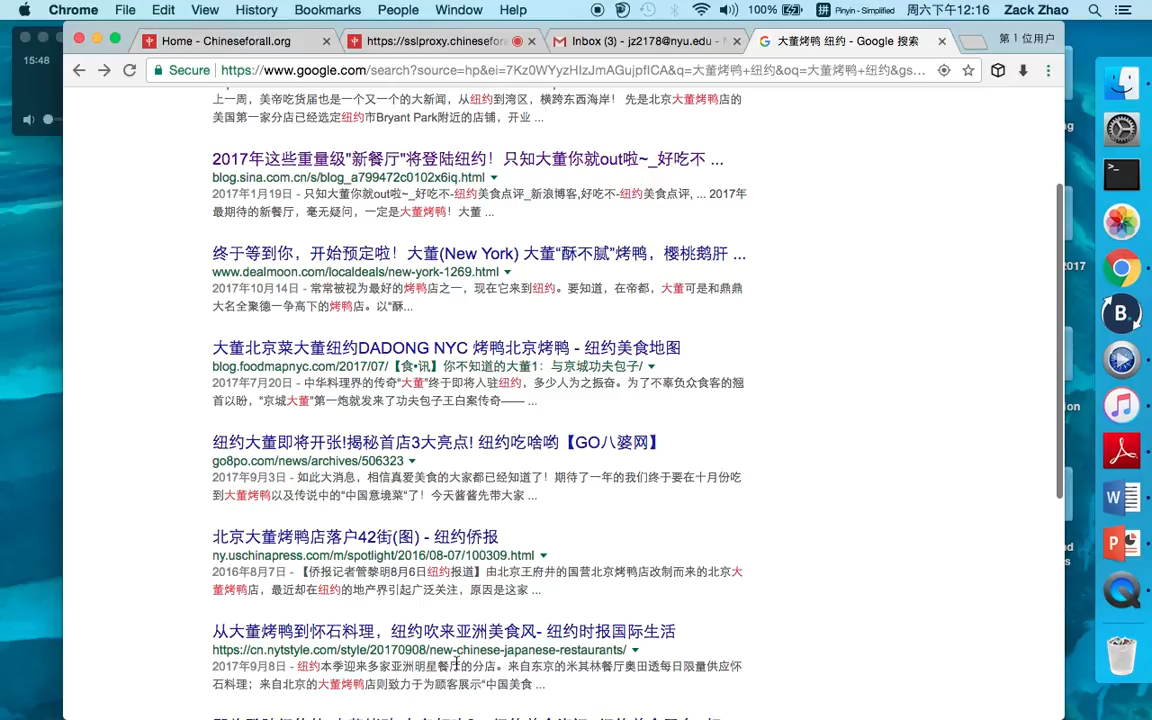 Chrome File Edit View History Bookmarks People Window Help 100% Pinyin - Simplified 周六下午12:16 Zack Zhao
15:48
Home - Chineseforall.org
https://sslproxy.chinesefora
Inbox (3) - jz2178@nyu.edu -
大董烤鸭 纽约 - Google 搜索
第 1 位用户
Secure https://www.google.com/search?source=hp&ei=7Kz0WYyzHIzJmAGujpfICA&q=大董烤鸭+纽约&oq=大董烤鸭+纽约&gs...
上一周，美帝吃货届也是一个又一个的大新闻，从纽约到湾区，横跨东西海岸！ 先是北京大董烤鸭店的
美国第一家分店已经选定纽约市Bryant Park附近的店铺，开业 ...
2017年这些重量级"新餐厅"将登陆纽约！只知大董你就out啦~_好吃不 ...
blog.sina.com.cn/s/blog_a799472c0102x6iq.html
2017年1月19日 - 只知大董你就out啦~_好吃不-纽约美食点评_新浪博客,好吃不-纽约美食点评, ... 2017年
最期待的新餐厅，毫无疑问，一定是大董烤鸭！大董 ...
终于等到你，开始预定啦！大董(New York) 大董“酥不腻”烤鸭，樱桃鹅肝 ...
www.dealmoon.com/localdeals/new-york-1269.html
2017年10月14日 - 常常被视为最好的烤鸭店之一，现在它来到纽约。要知道，在帝都，大董可是和鼎鼎
大名全聚德一争高下的烤鸭店。以“酥...
大董北京菜大董纽约DADONG NYC 烤鸭北京烤鸭 - 纽约美食地图
blog.foodmapnyc.com/2017/07/【食•讯】你不知道的大董1：与京城功夫包子/
2017年7月20日 - 中华料理界的传奇“大董”终于即将人驻纽约，多少人为之振奋。为了不辜负众食客的翘
首以盼，“京城大董”第一炮就发来了功夫包子王白案传奇—— ...
纽约大董即将开张!揭秘首店3大亮点! 纽约吃啥哟【GO八婆网】
go8po.com/news/archives/506323
2017年9月3日 - 如此大消息，相信真爱美食的大家都已经知道了！期待了一年的我们终于要在十月份吃
到大董烤鸭以及传说中的“中国意境菜”了！今天酱酱先带大家 ...
北京大董烤鸭店落户42街(图) - 纽约侨报
ny.uschinapress.com/m/spotlight/2016/08-07/100309.html
2016年8月7日 - 【侨报记者管黎明8月6日纽约报道】由北京王府井的国营北京烤鸭店改制而来的北京大
董烤鸭店，最近却在纽约的地产界引起广泛关注，原因是这家 ...
从大董烤鸭到怀石料理，纽约吹来亚洲美食风- 纽约时报国际生活
https://cn.nytstyle.com/style/20170908/new-chinese-japanese-restaurants/
2017年9月8日 - 纽约本季迎来多家亚洲明星餐厅的分店。来自东京的米其林餐厅奥田透每日限量供应怀
石料理；来自北京的大董烤鸭店则致力于为顾客展示“中国美食 ...